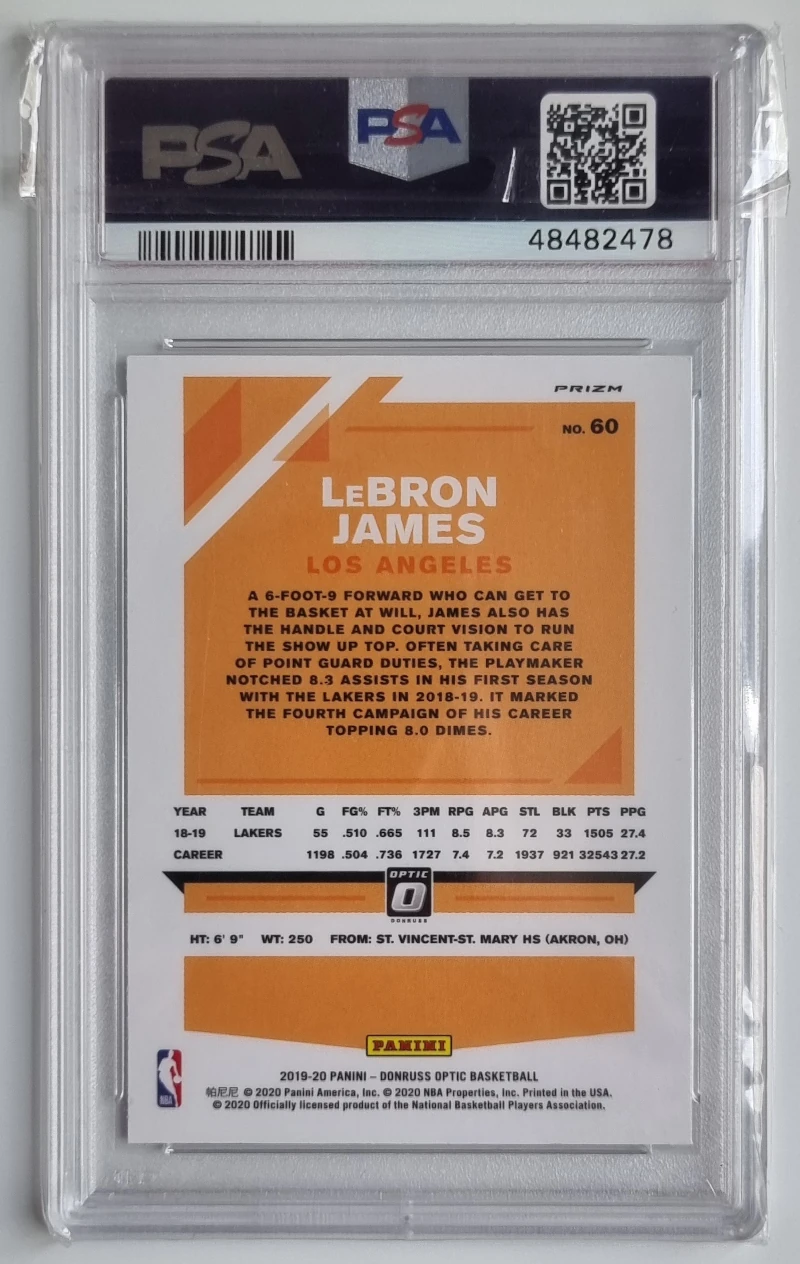 PSA
PSA
48482478
PRIZM
NO. 60
LeBRON
JAMES
LOS ANGELES
A 6-FOOT-9 FORWARD WHO CAN GET TO
THE BASKET AT WILL, JAMES ALSO HAS
THE HANDLE AND COURT VISION TO RUN
THE SHOW UP TOP. OFTEN TAKING CARE
OF POINT GUARD DUTIES, THE PLAYMAKER
NOTCHED 8.3 ASSISTS IN HIS FIRST SEASON
WITH THE LAKERS IN 2018-19. IT MARKED
THE FOURTH CAMPAIGN OF HIS CAREER
TOPPING 8.0 DIMES.
YEAR TEAM G FG% FT% 3PM RPG APG STL BLK PTS PPG
18-19 LAKERS 55 .510 .665 111 8.5 8.3 72 33 1505 27.4
CAREER 1198 .504 .736 1727 7.4 7.2 1937 921 32543 27.2
OPTIC
DONRUSS
HT: 6' 9" WT: 250 FROM: ST. VINCENT-ST. MARY HS (AKRON, OH)
PANINI
NBA
2019-20 PANINI – DONRUSS OPTIC BASKETBALL
帕尼尼 © 2020 Panini America, Inc. © 2020 NBA Properties, Inc. Printed in the USA.
© 2020 Officially licensed product of the National Basketball Players Association.